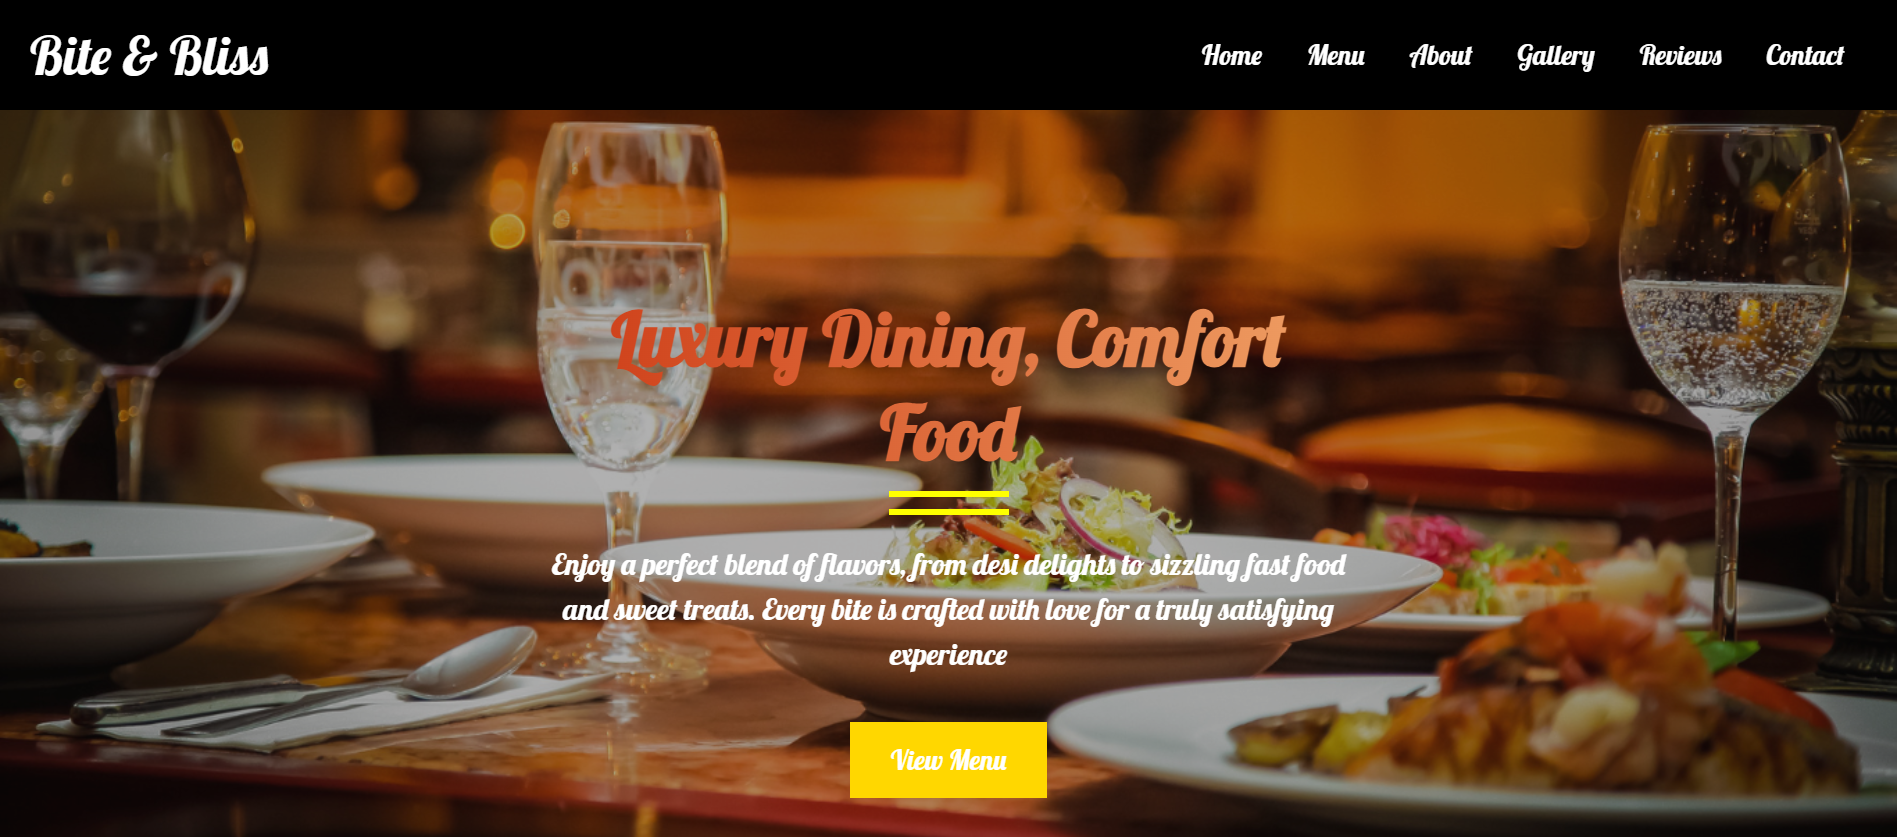 Bite & Bliss
Home Menu About Gallery Reviews Contact
Luxury Dining, Comfort
Food
Enjoy a perfect blend of flavors, from desi delights to sizzling fast food
and sweet treats. Every bite is crafted with love for a truly satisfying
experience
View Menu